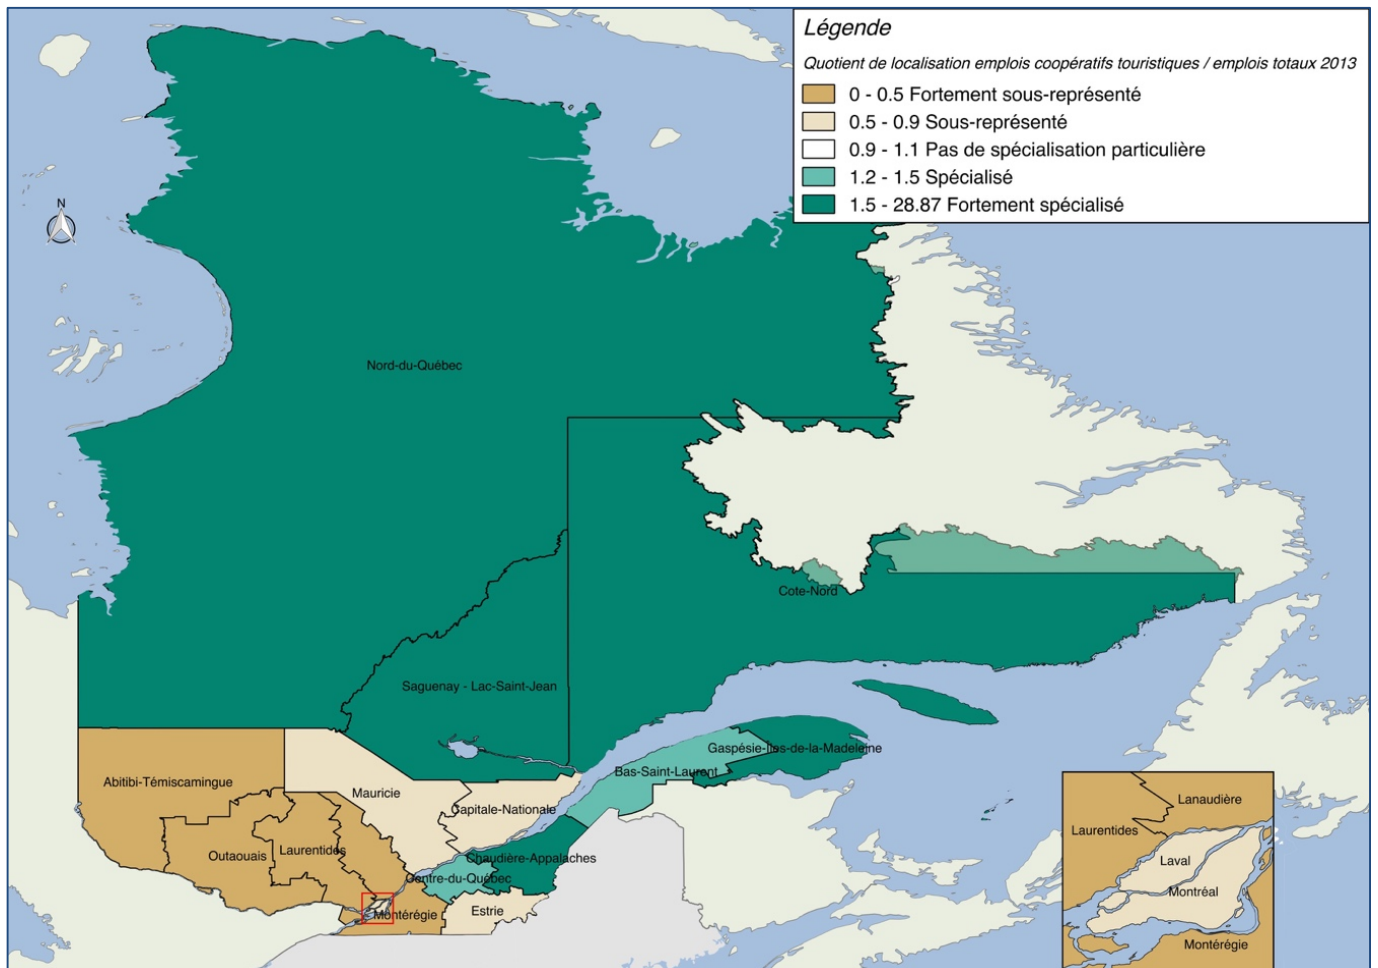 Légende
Quotient de localisation emplois coopératifs touristiques / emplois totaux 2013
0 - 0.5 Fortement sous-représenté
0.5 - 0.9 Sous-représenté
0.9 - 1.1 Pas de spécialisation particulière
1.2 - 1.5 Spécialisé
1.5 - 28.87 Fortement spécialisé
N
Nord-du-Québec
Cote-Nord
Saguenay - Lac-Saint-Jean
Gaspésie-Iles-de-la-Madeleine
Bas-Saint-Laurent
Abitibi-Témiscamingue
Mauricie
Capitale-Nationale
Outaouais
Laurentides
Chaudière-Appalaches
Centre-du-Québec
Montérégie
Estrie
Lanaudière
Laurentides
Laval
Montréal
Montérégie